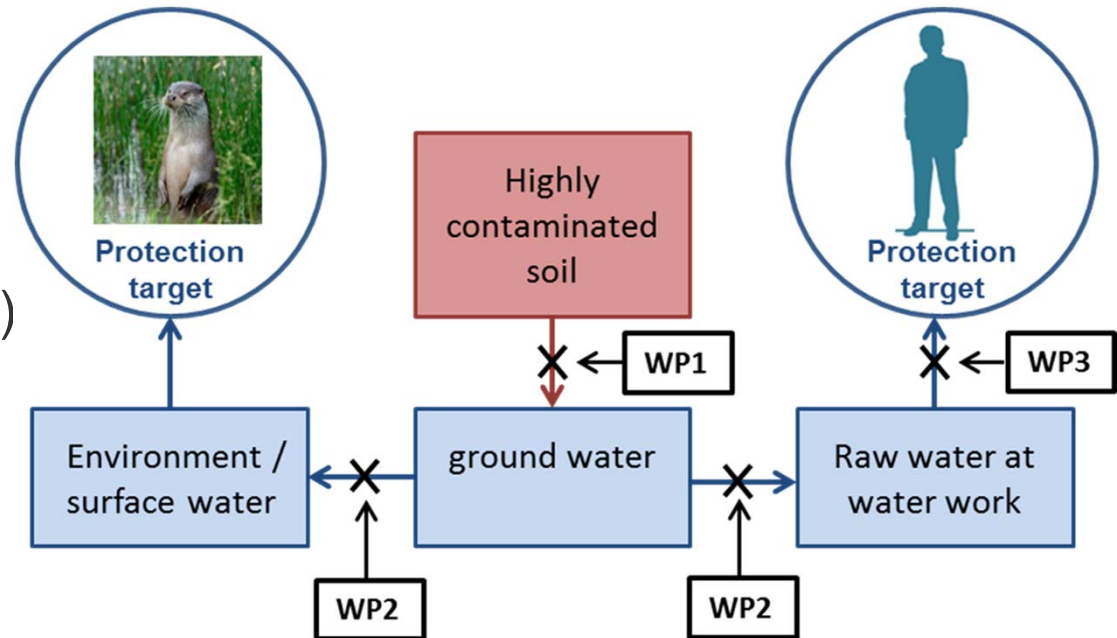 Protection
target
Highly
contaminated
soil
Protection
target
)
WP1
WP3
Environment /
surface water
ground water
Raw water at
water work
WP2
WP2